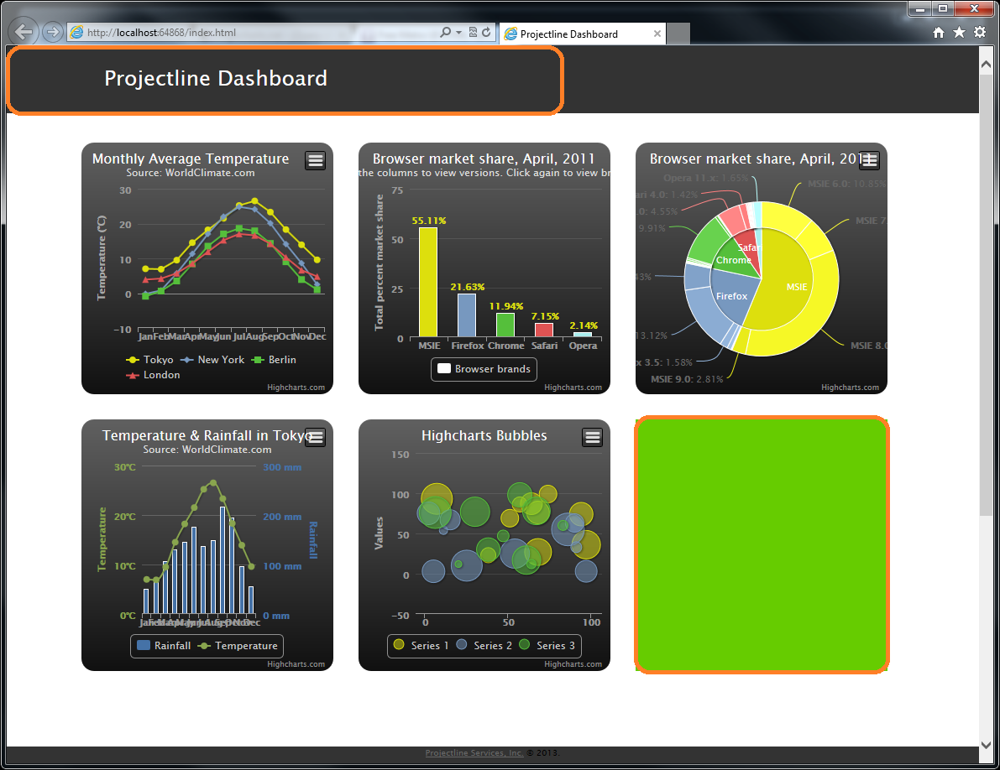 http://localhost:64868/index.html
Projectline Dashboard
Projectline Dashboard
Monthly Average Temperature
Source: WorldClimate.com
Temperature (°C)
30
20
10
0
−10
Jan Feb Mar Apr May Jun Jul Aug Sep Oct Nov Dec
Tokyo New York Berlin
London
Highcharts.com
Browser market share, April, 2011
the columns to view versions. Click again to view br
Total percent market share
75
50
25
0
55.11%
21.63%
11.94%
7.15%
2.14%
MSIE Firefox Chrome Safari Opera
Browser brands
Highcharts.com
Browser market share, April, 2011
Opera 11.x: 1.65%
MSIE 6.0: 10.85%
ari 4.0: 1.42%
.0: 4.55%
MSIE 7
9.91%
Safari
Chrome
MSIE
Firefox
43%
13.12%
MSIE 8.0
x 3.5: 1.58%
MSIE 9.0: 2.81%
Highcharts.com
Temperature & Rainfall in Tokyo
Source: WorldClimate.com
Temperature
30°C
20°C
10°C
0°C
300 mm
200 mm
100 mm
0 mm
Rainfall
Rainfall Temperature
Highcharts.com
Highcharts Bubbles
Values
150
100
50
0
−50
0 50 100
Series 1 Series 2 Series 3
Highcharts.com
Projectline Services, Inc. © 2013.